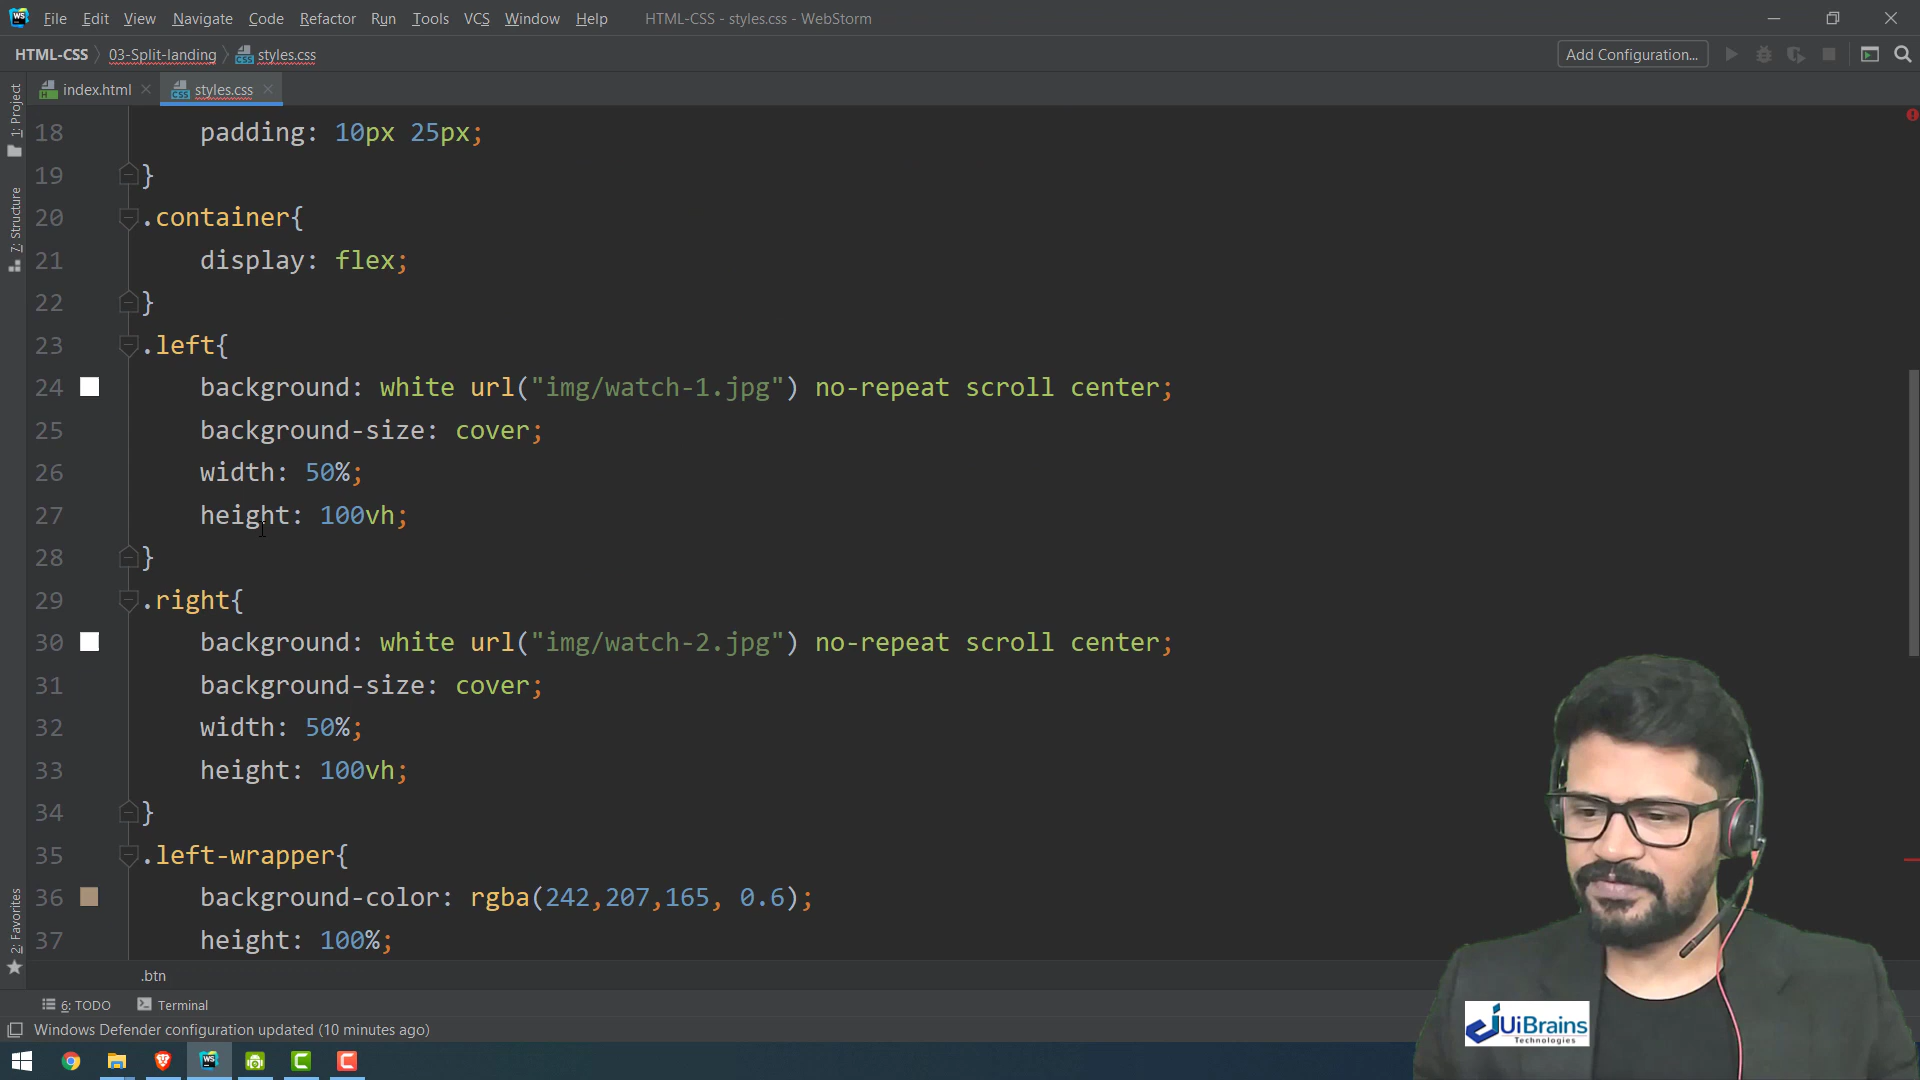 File Edit View Navigate Code Refactor Run Tools VCS Window Help HTML-CSS - styles.css - WebStorm
HTML-CSS 03-Split-landing styles.css Add Configuration...
index.html styles.css
1: Project
7: Structure
2: Favorites
18 padding: 10px 25px;
19 }
20 .container{
21 display: flex;
22 }
23 .left{
24 background: white url("img/watch-1.jpg") no-repeat scroll center;
25 background-size: cover;
26 width: 50%;
27 height: 100vh;
28 }
29 .right{
30 background: white url("img/watch-2.jpg") no-repeat scroll center;
31 background-size: cover;
32 width: 50%;
33 height: 100vh;
34 }
35 .left-wrapper{
36 background-color: rgba(242,207,165, 0.6);
37 height: 100%;
.btn
6: TODO Terminal
Windows Defender configuration updated (10 minutes ago)
UiBrains
Technologies